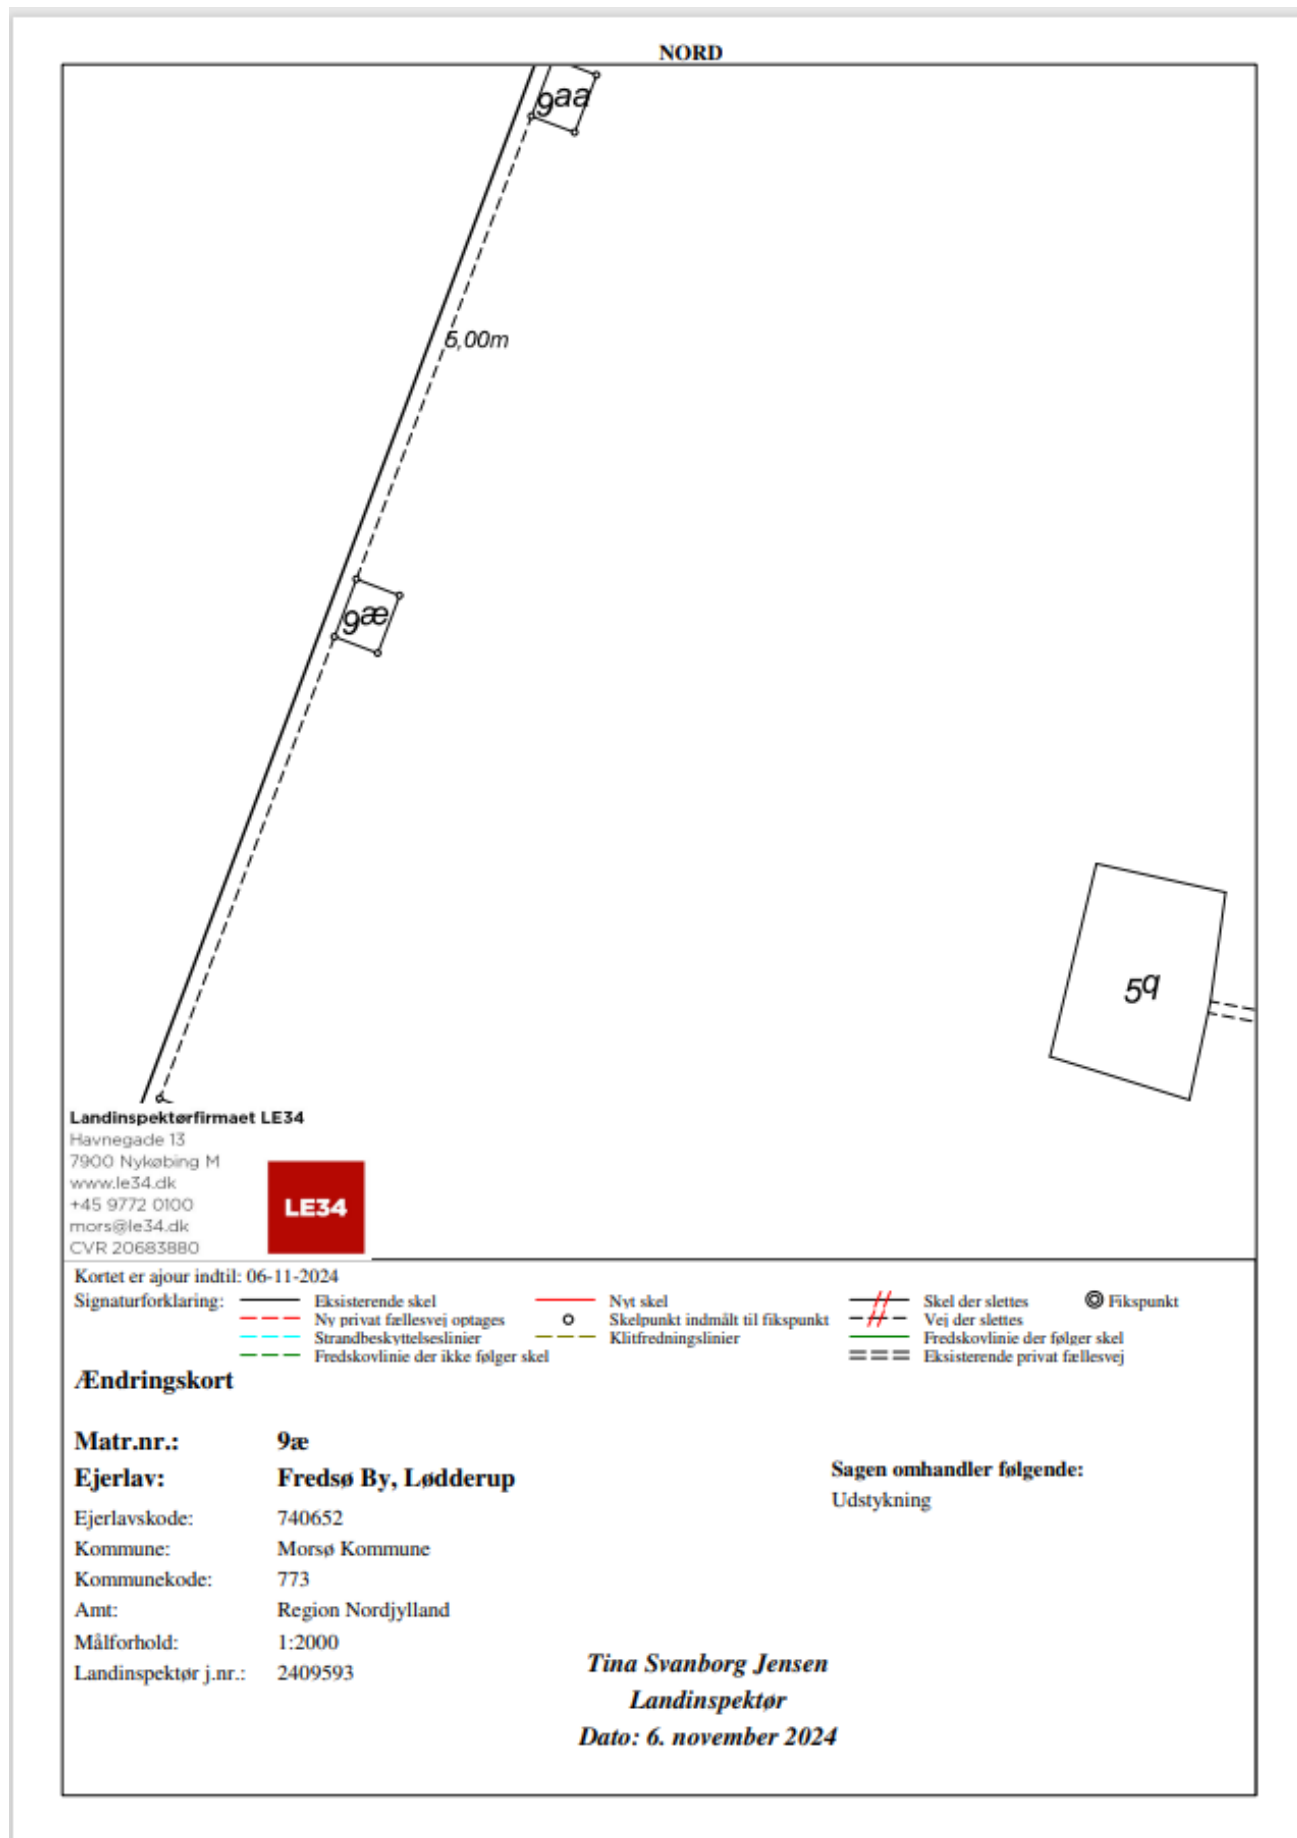 NORD
9aa
5,00m
9æ
5q
Landinspektørfirmaet LE34
Havnegade 13
7900 Nykøbing M
www.le34.dk
+45 9772 0100
mors@le34.dk
CVR 20683880
LE34
Kortet er ajour indtil: 06-11-2024
Signaturforklaring: Eksisterende skel Nyt skel Skel der slettes Fikspunkt
Ny privat fællesvej optages Skelpunkt indmålt til fikspunkt Vej der slettes
Strandbeskyttelseslinier Klitfredningslinier Fredskovlinie der følger skel
Fredskovlinie der ikke følger skel Eksisterende privat fællesvej
Ændringskort
Matr.nr.: 9æ
Ejerlav: Fredsø By, Lødderup
Sagen omhandler følgende:
Udstykning
Ejerlavskode: 740652
Kommune: Morsø Kommune
Kommunekode: 773
Amt: Region Nordjylland
Målforhold: 1:2000
Landinspektør j.nr.: 2409593
Tina Svanborg Jensen
Landinspektør
Dato: 6. november 2024